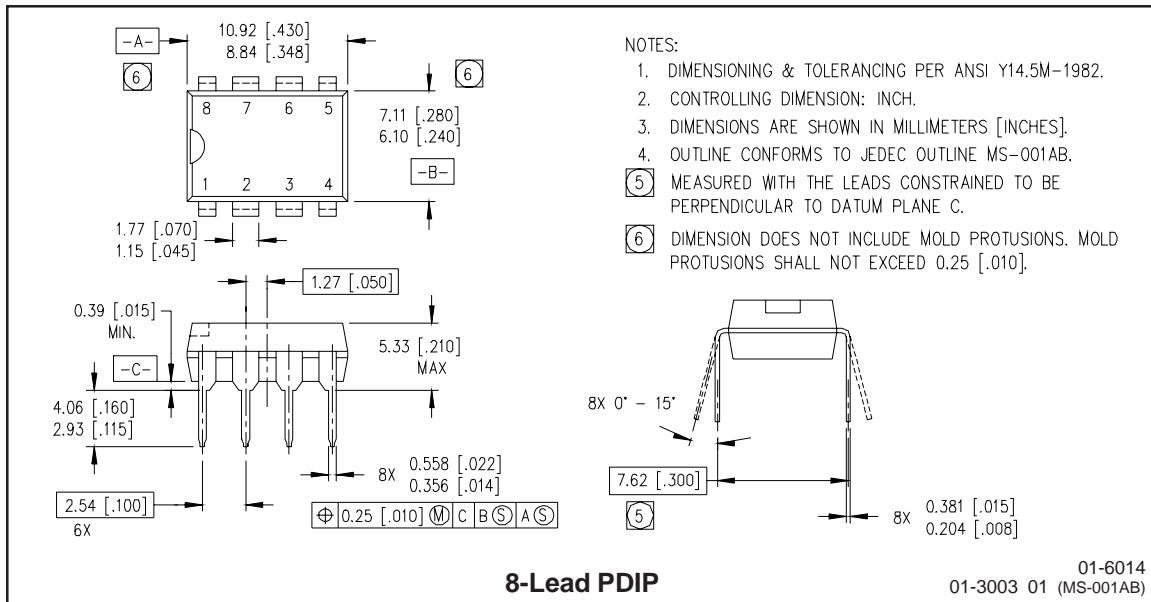 -A-
10.92 [.430]
8.84 [.348]
6
6
8 7 6 5
1 2 3 4
7.11 [.280]
6.10 [.240]
-B-
1.77 [.070]
1.15 [.045]
1.27 [.050]
0.39 [.015]
MIN.
-C-
5.33 [.210]
MAX
4.06 [.160]
2.93 [.115]
2.54 [.100]
6X
8X 0.558 [.022]
0.356 [.014]
⌖ 0.25 [.010] Ⓜ C B Ⓢ A Ⓢ
NOTES:
1. DIMENSIONING & TOLERANCING PER ANSI Y14.5M-1982.
2. CONTROLLING DIMENSION: INCH.
3. DIMENSIONS ARE SHOWN IN MILLIMETERS [INCHES].
4. OUTLINE CONFORMS TO JEDEC OUTLINE MS-001AB.
5 MEASURED WITH THE LEADS CONSTRAINED TO BE
PERPENDICULAR TO DATUM PLANE C.
6 DIMENSION DOES NOT INCLUDE MOLD PROTUSIONS. MOLD
PROTUSIONS SHALL NOT EXCEED 0.25 [.010].
8X 0° - 15°
7.62 [.300]
5
8X 0.381 [.015]
0.204 [.008]
8-Lead PDIP
01-6014
01-3003 01 (MS-001AB)